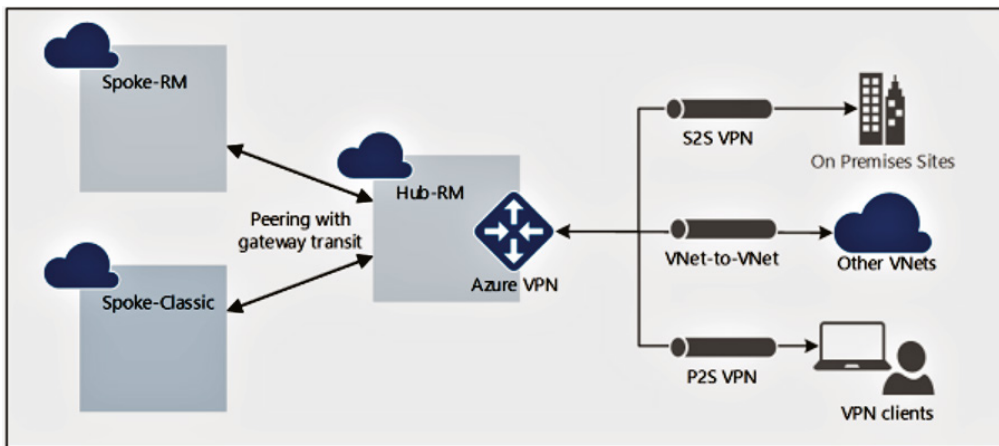 Spoke-RM
Spoke-Classic
Peering with
gateway transit
Hub-RM
Azure VPN
S2S VPN
On Premises Sites
VNet-to-VNet
Other VNets
P2S VPN
VPN clients